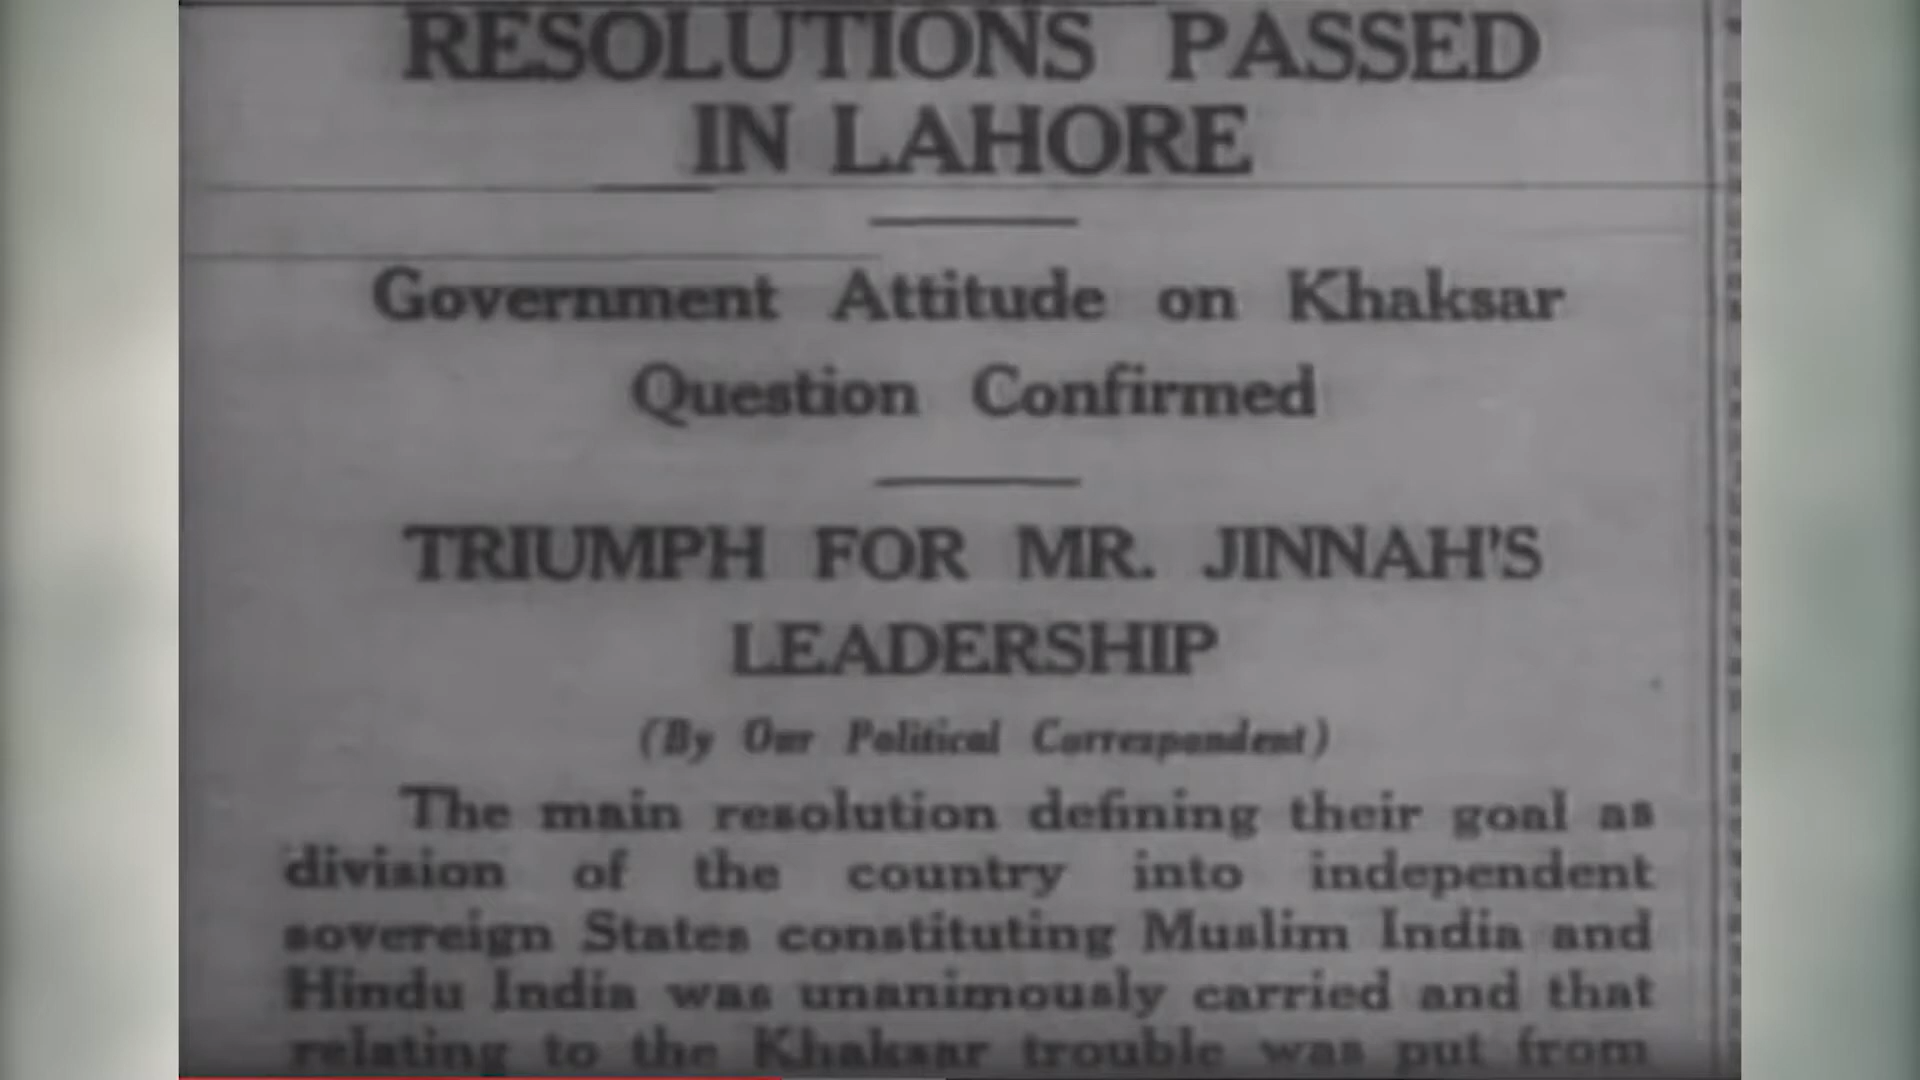 RESOLUTIONS PASSED
IN LAHORE
Government Attitude on Khaksar
Question Confirmed
TRIUMPH FOR MR. JINNAH'S
LEADERSHIP
(By Our Political Correspondent)
The main resolution defining their goal as
division of the country into independent
sovereign States constituting Muslim India and
Hindu India was unanimously carried and that
relating to the Khaksar trouble was put from